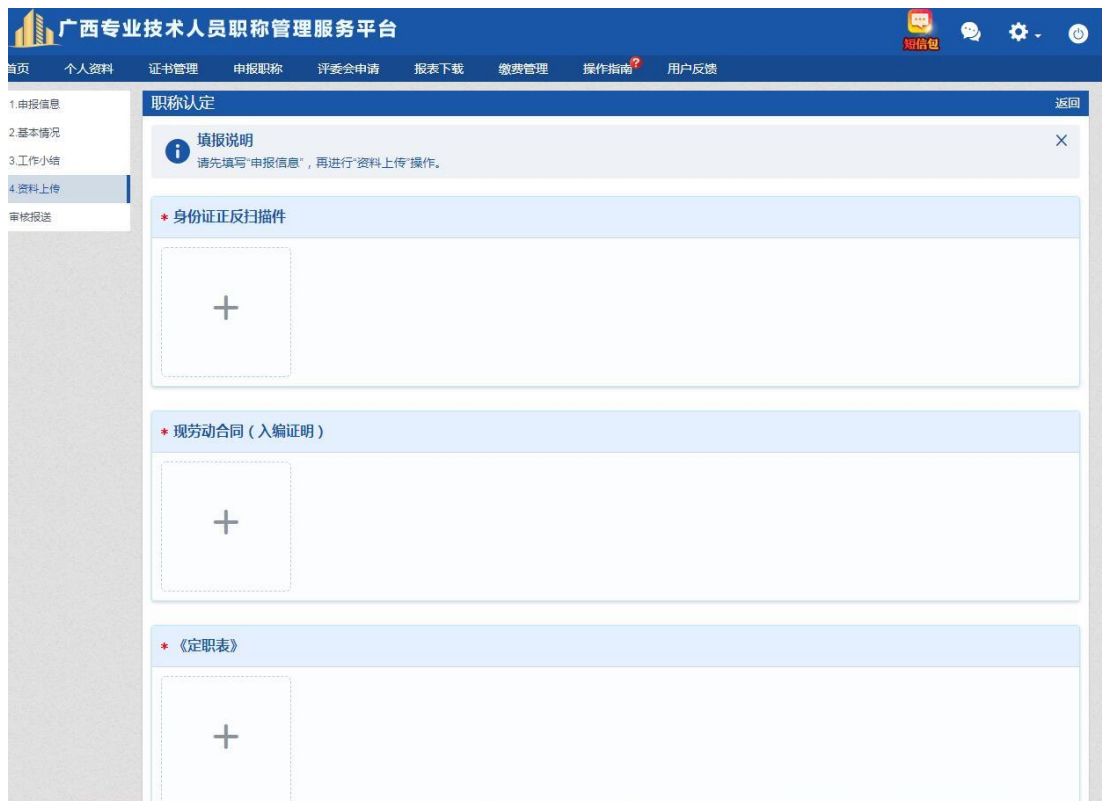 广西专业技术人员职称管理服务平台
短信包
首页 个人资料 证书管理 申报职称 评委会申请 报表下载 缴费管理 操作指南? 用户反馈
1.申报信息
2.基本情况
3.工作小结
4.资料上传
审核报送
职称认定 返回
填报说明
请先填写“申报信息”，再进行“资料上传”操作。
* 身份证正反扫描件
* 现劳动合同（入编证明）
* 《定职表》